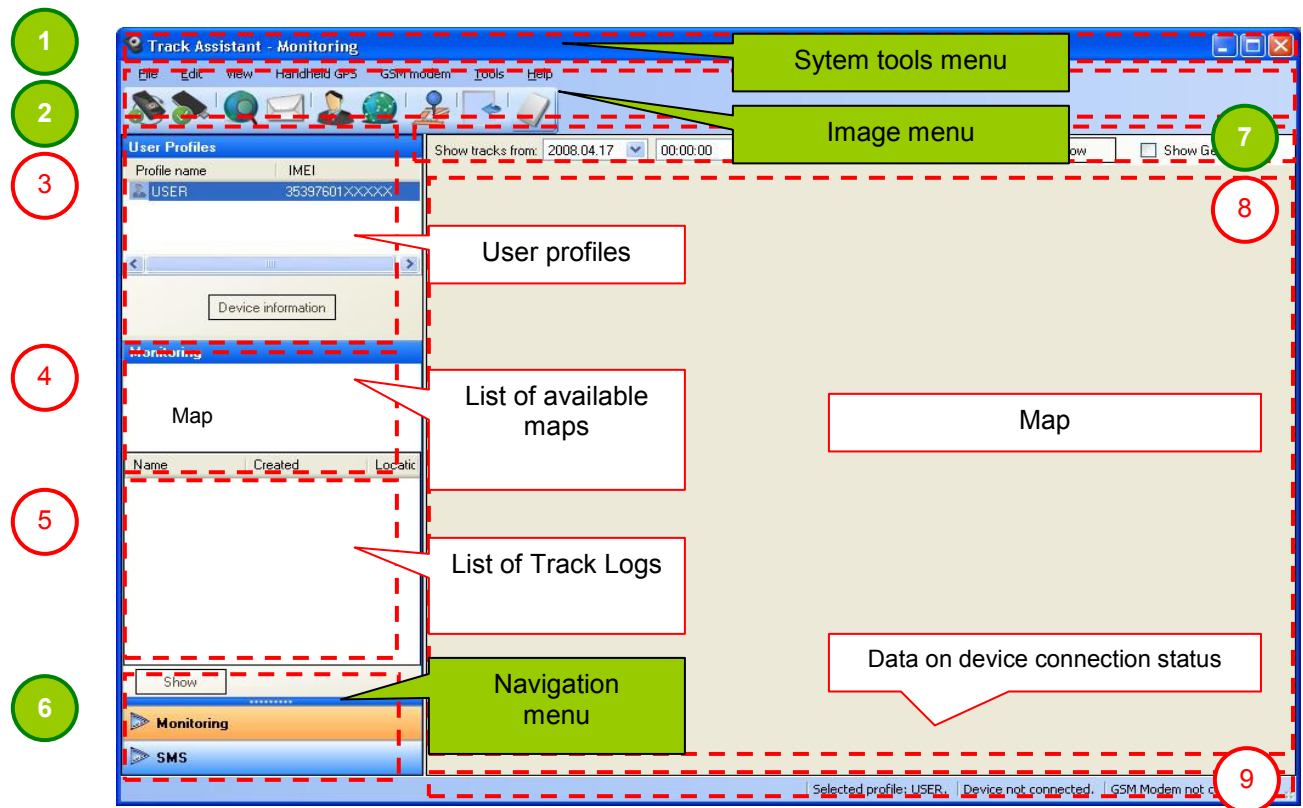 1
Track Assistant - Monitoring
Sytem tools menu
File Edit View Handheld GPS GSM modem Tools Help
2
Image menu
7
User Profiles
Show tracks from: 2008.04.17 00:00:00
Show
3
Profile name IMEI
USER 35397601XXXXX
8
User profiles
Device information
Monitoring
4
List of available
maps
Map
Map
Name Created
5
List of Track Logs
Data on device connection status
Show
6
Navigation
menu
Monitoring
SMS
9
Selected profile: USER. Device not connected. GSM Modem not